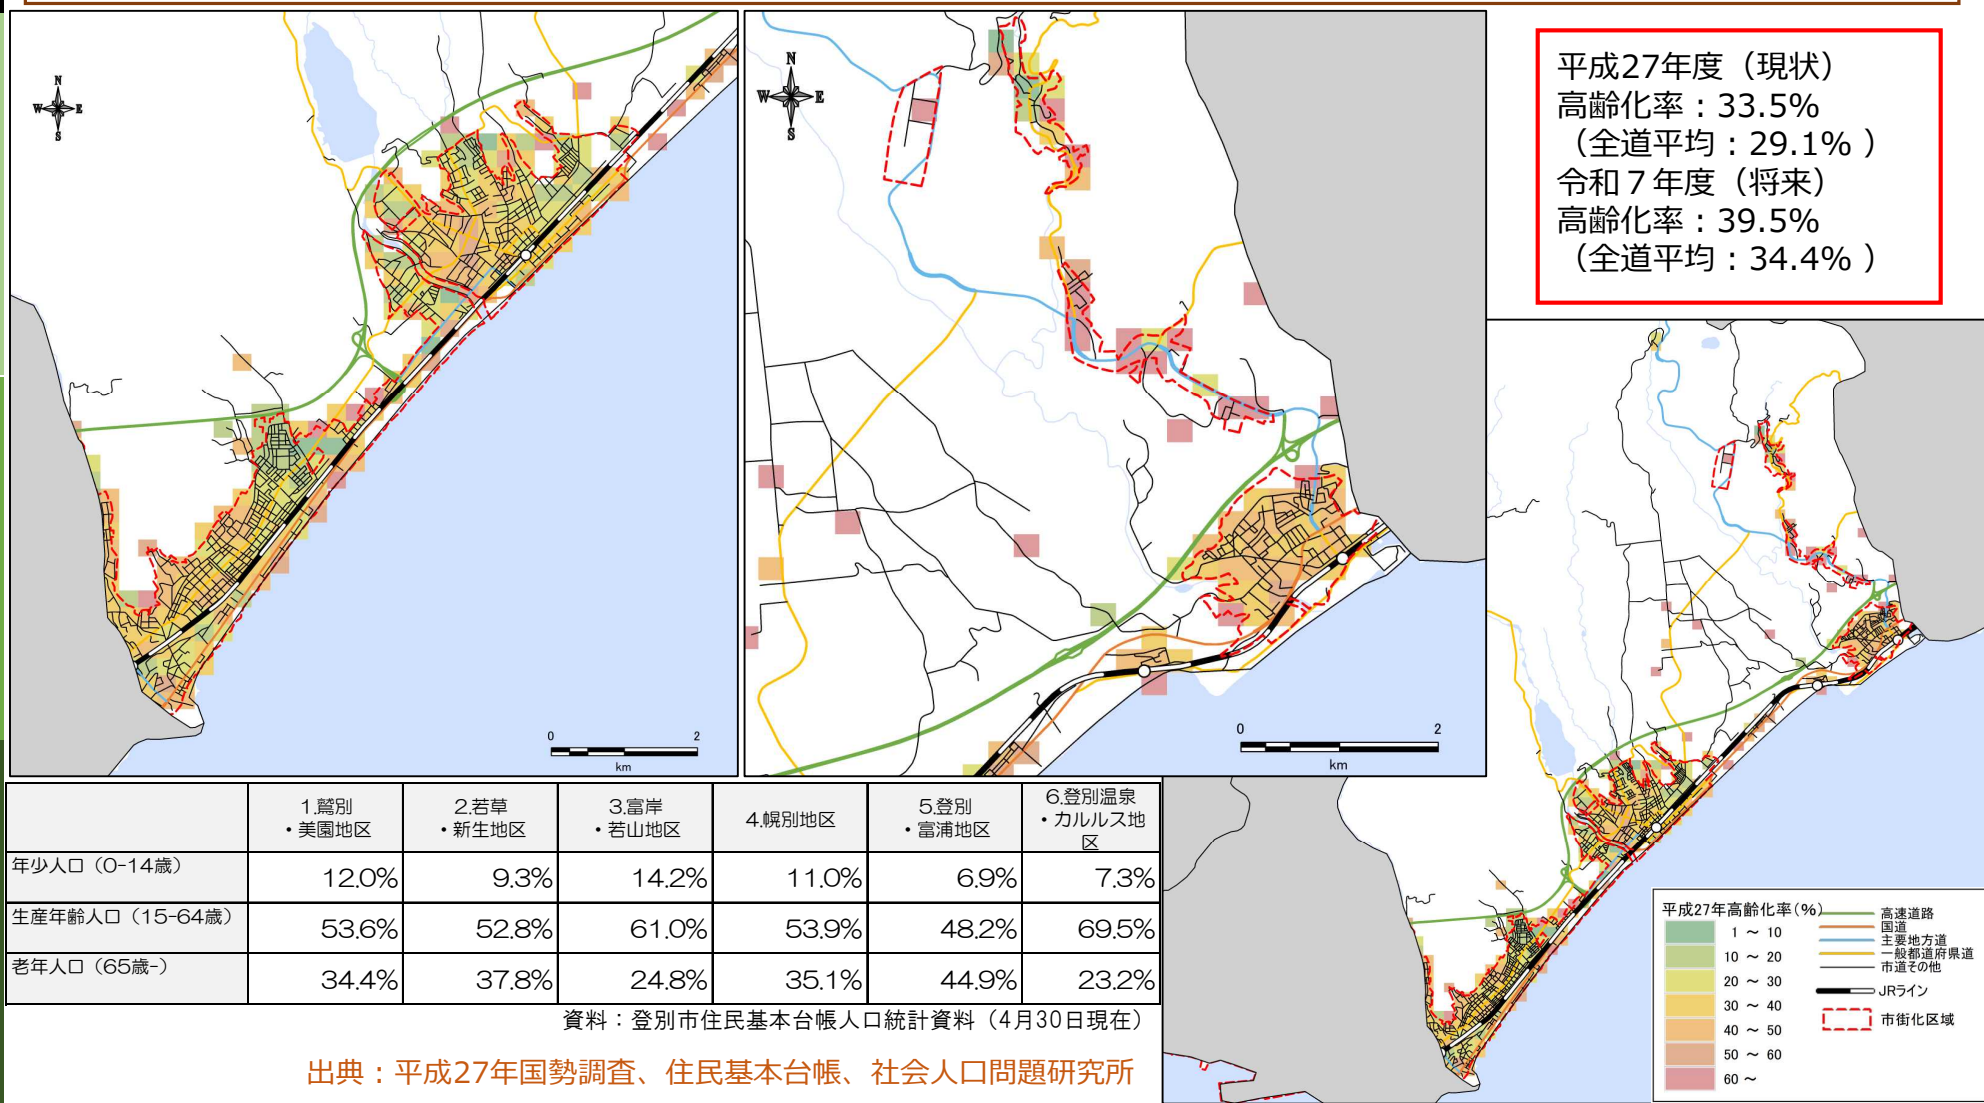 N
W E
S
0 2
km
N
W E
S
0 2
km
平成27年度（現状）
高齢化率：33.5%
（全道平均：29.1% ）
令和７年度（将来）
高齢化率：39.5%
（全道平均：34.4% ）
1.鷲別
・美園地区
2.若草
・新生地区
3.富岸
・若山地区
4.幌別地区
5.登別
・富浦地区
6.登別温泉
・カルルス地
区
年少人口（0-14歳） 12.0% 9.3% 14.2% 11.0% 6.9% 7.3%
生産年齢人口（15-64歳） 53.6% 52.8% 61.0% 53.9% 48.2% 69.5%
老年人口（65歳-） 34.4% 37.8% 24.8% 35.1% 44.9% 23.2%
資料：登別市住民基本台帳人口統計資料（4月30日現在）
出典：平成27年国勢調査、住民基本台帳、社会人口問題研究所
平成27年高齢化率(%)
1 ～ 10
10 ～ 20
20 ～ 30
30 ～ 40
40 ～ 50
50 ～ 60
60 ～
高速道路
国道
主要地方道
一般都道府県道
市道その他
JRライン
市街化区域